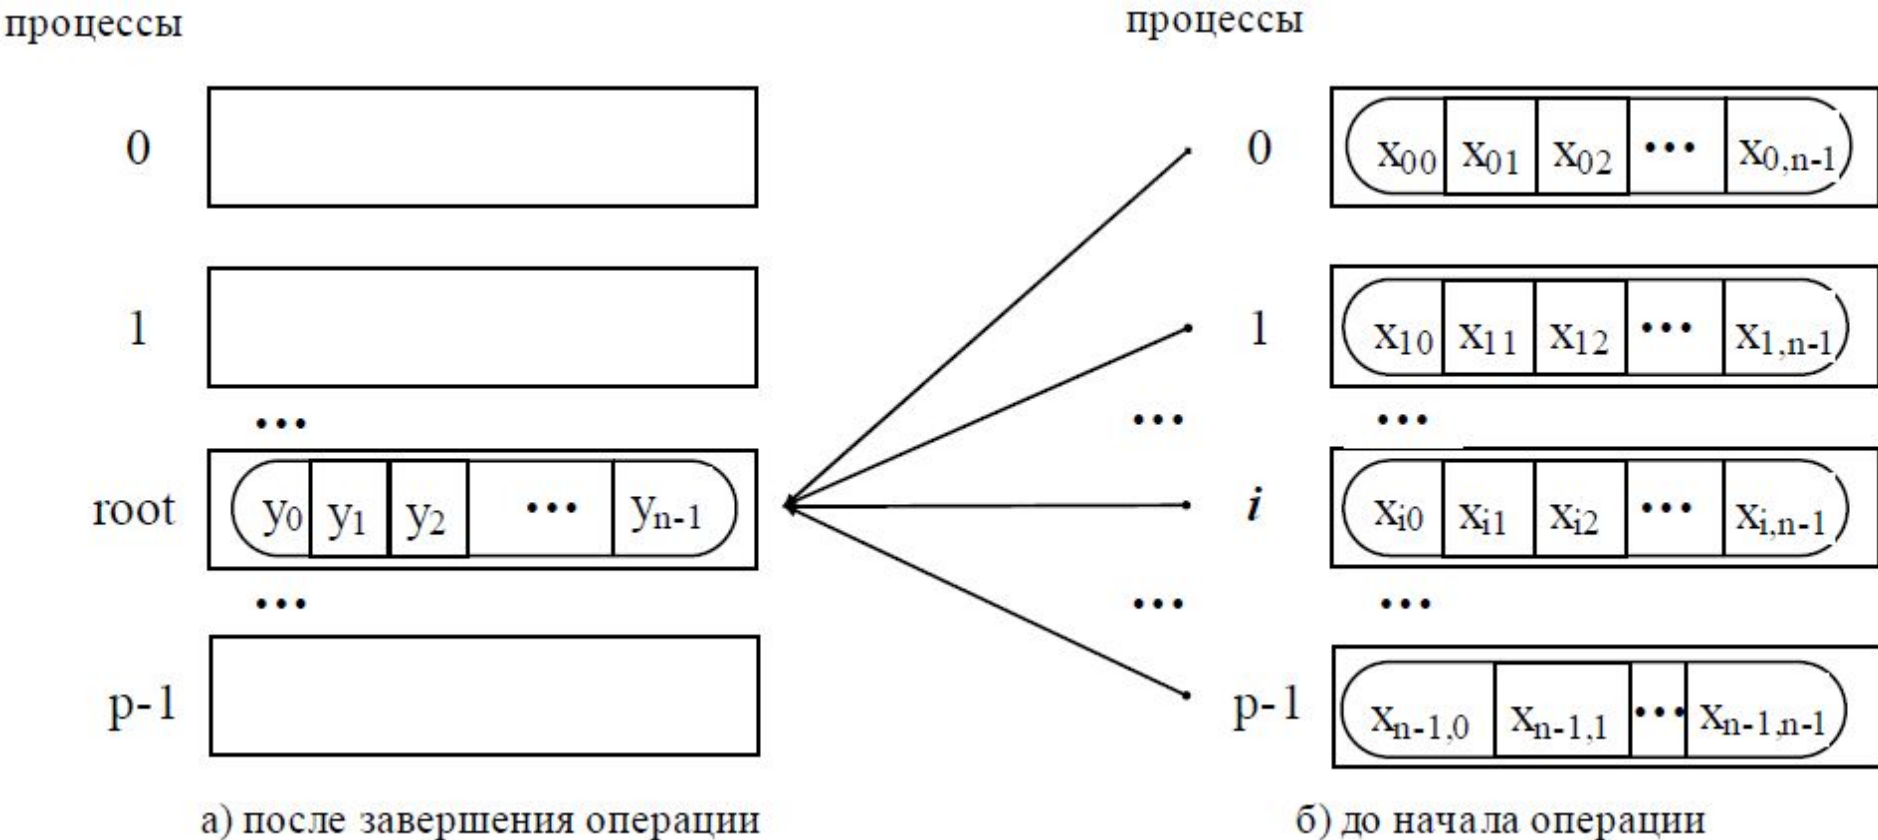 процессы
процессы
0
0
x00 x01 x02 ••• x0,n-1
1
1
x10 x11 x12 ••• x1,n-1
•••
•••
•••
root
y0 y1 y2 ••• yn-1
i
xi0 xi1 xi2 ••• xi,n-1
•••
•••
•••
p-1
p-1
xn-1,0 xn-1,1 ••• xn-1,n-1
а) после завершения операции
б) до начала операции